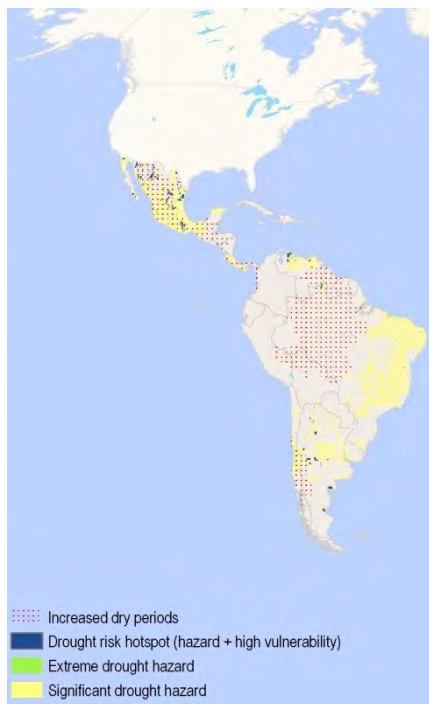 Increased dry periods
Drought risk hotspot (hazard + high vulnerability)
Extreme drought hazard
Significant drought hazard